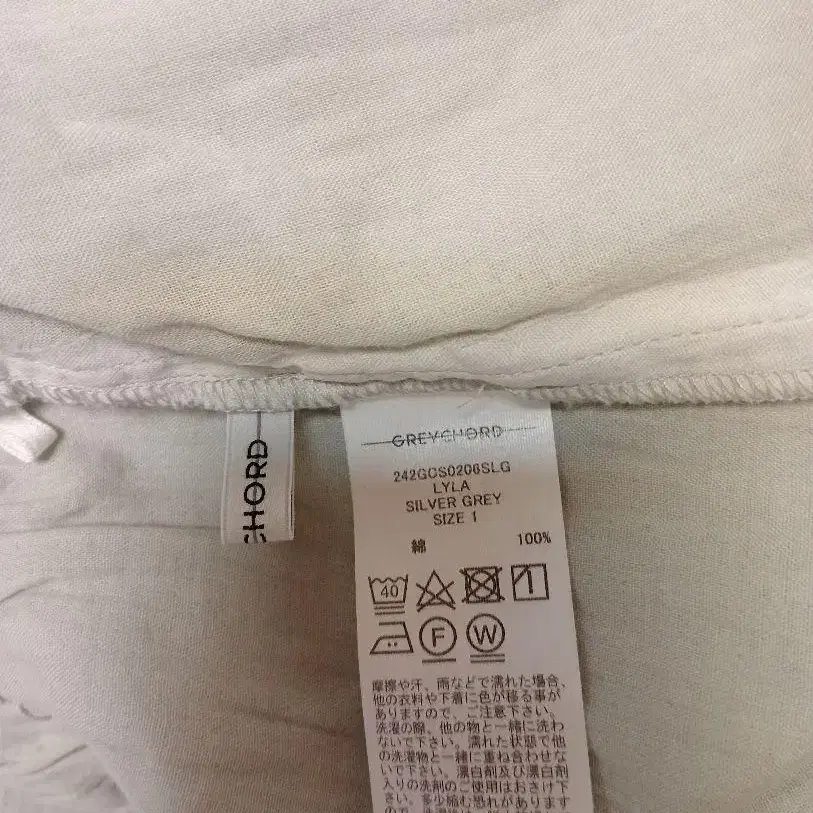 CHORD
GREYCHORD
242GCS0206SLG
LYLA
SILVER GREY
SIZE 1
綿 100%
40
F W
摩擦や汗、雨などで濡れた場合、
他の衣料や下着に色が移る事が
ありますので、ご注意下さい。
洗濯の際、他の物と一緒に洗わ
ないで下さい。濡れた状態で他
の洗濯物と一緒に重ね合わせな
いで下さい。漂白剤及び漂白剤
入りの洗剤のご使用はおさけ下
さい。多少縮む恐れがあります
ので、洗濯後は